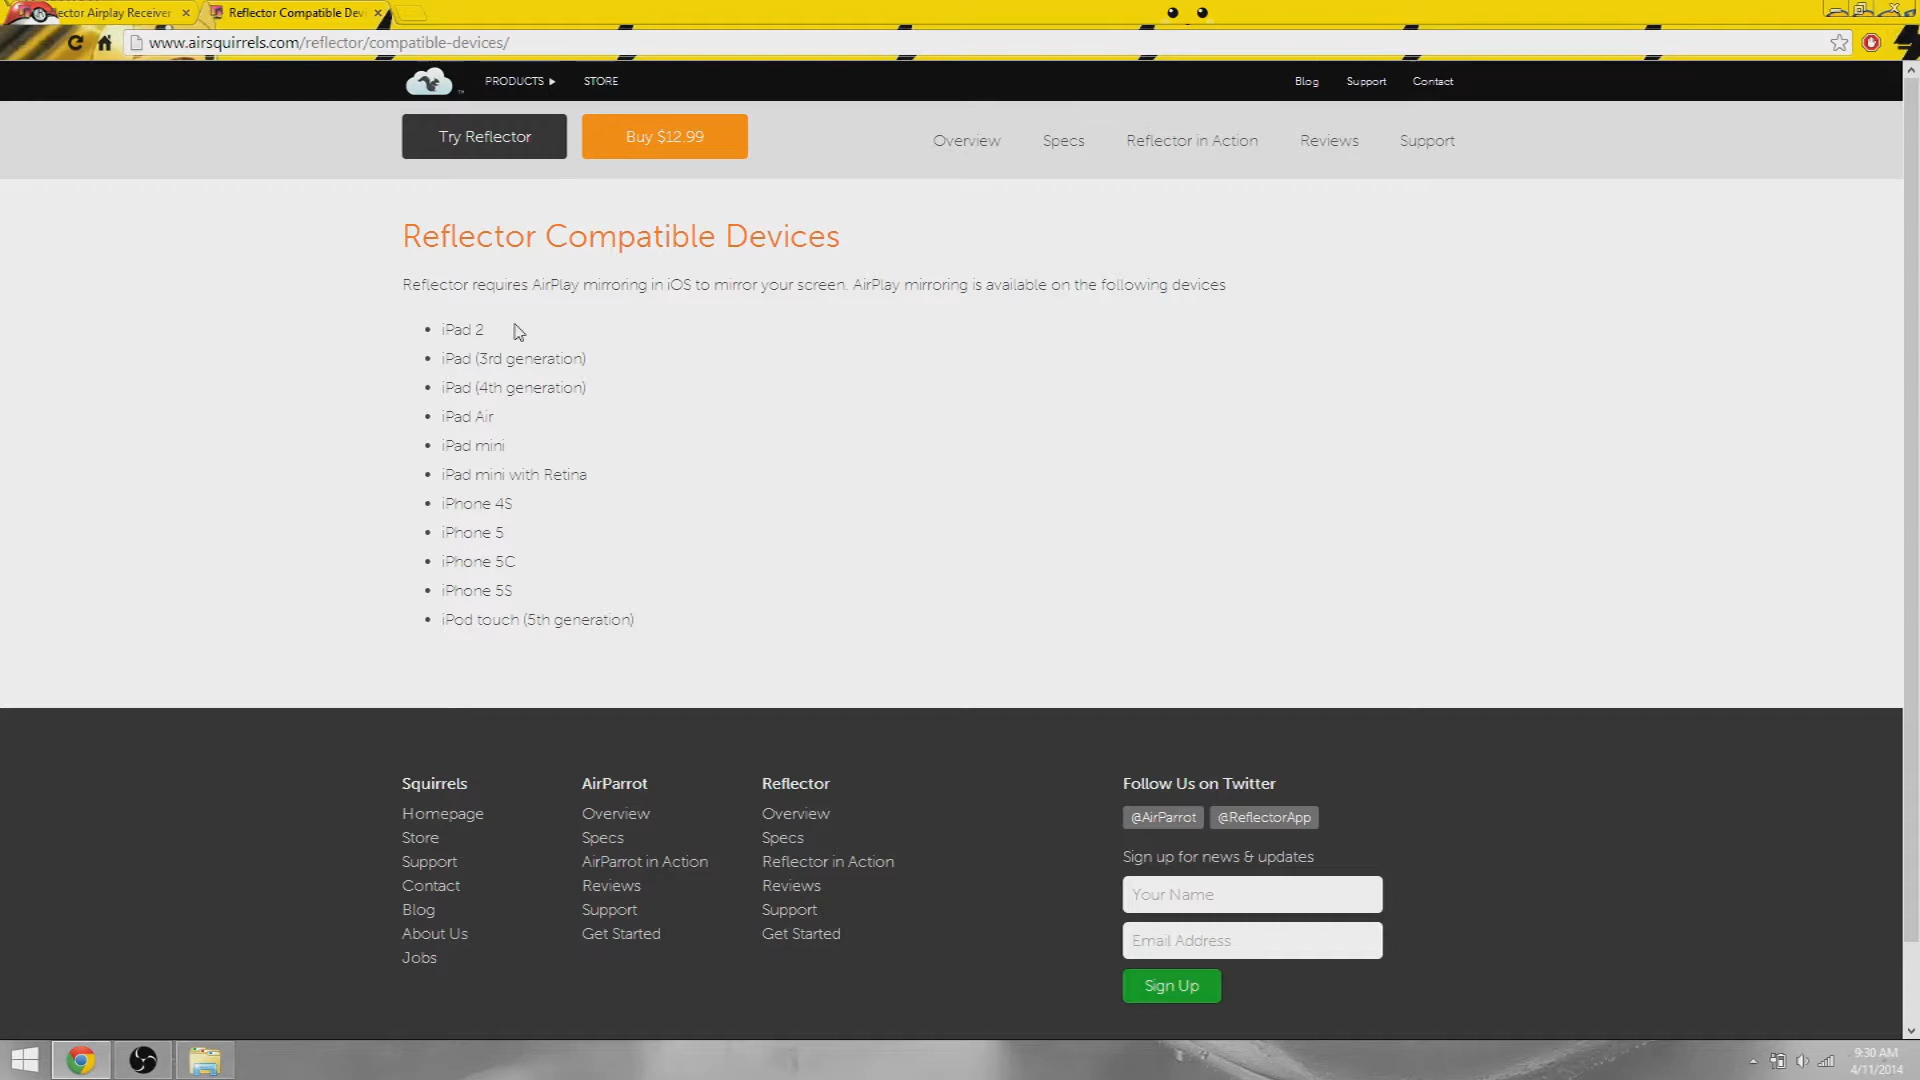 lector Airplay Receiver
Reflector Compatible Devi
www.airsquirrels.com/reflector/compatible-devices/
PRODUCTS ▶ STORE
Blog Support Contact
Try Reflector
Buy $12.99
Overview Specs Reflector in Action Reviews Support
Reflector Compatible Devices
Reflector requires AirPlay mirroring in iOS to mirror your screen. AirPlay mirroring is available on the following devices
• iPad 2
• iPad (3rd generation)
• iPad (4th generation)
• iPad Air
• iPad mini
• iPad mini with Retina
• iPhone 4S
• iPhone 5
• iPhone 5C
• iPhone 5S
• iPod touch (5th generation)
Squirrels
Homepage
Store
Support
Contact
Blog
About Us
Jobs
AirParrot
Overview
Specs
AirParrot in Action
Reviews
Support
Get Started
Reflector
Overview
Specs
Reflector in Action
Reviews
Support
Get Started
Follow Us on Twitter
@AirParrot @ReflectorApp
Sign up for news & updates
Your Name
Email Address
Sign Up
9:30 AM
4/11/2014